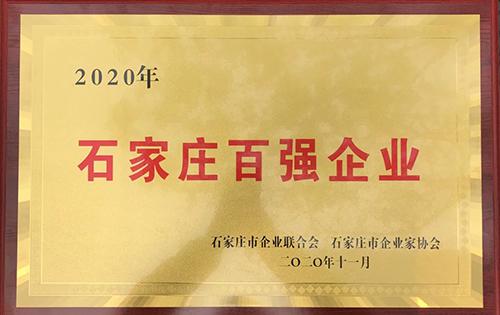 2020年
石家庄百强企业
石家庄市企业联合会 石家庄市企业家协会
二〇二〇年十一月